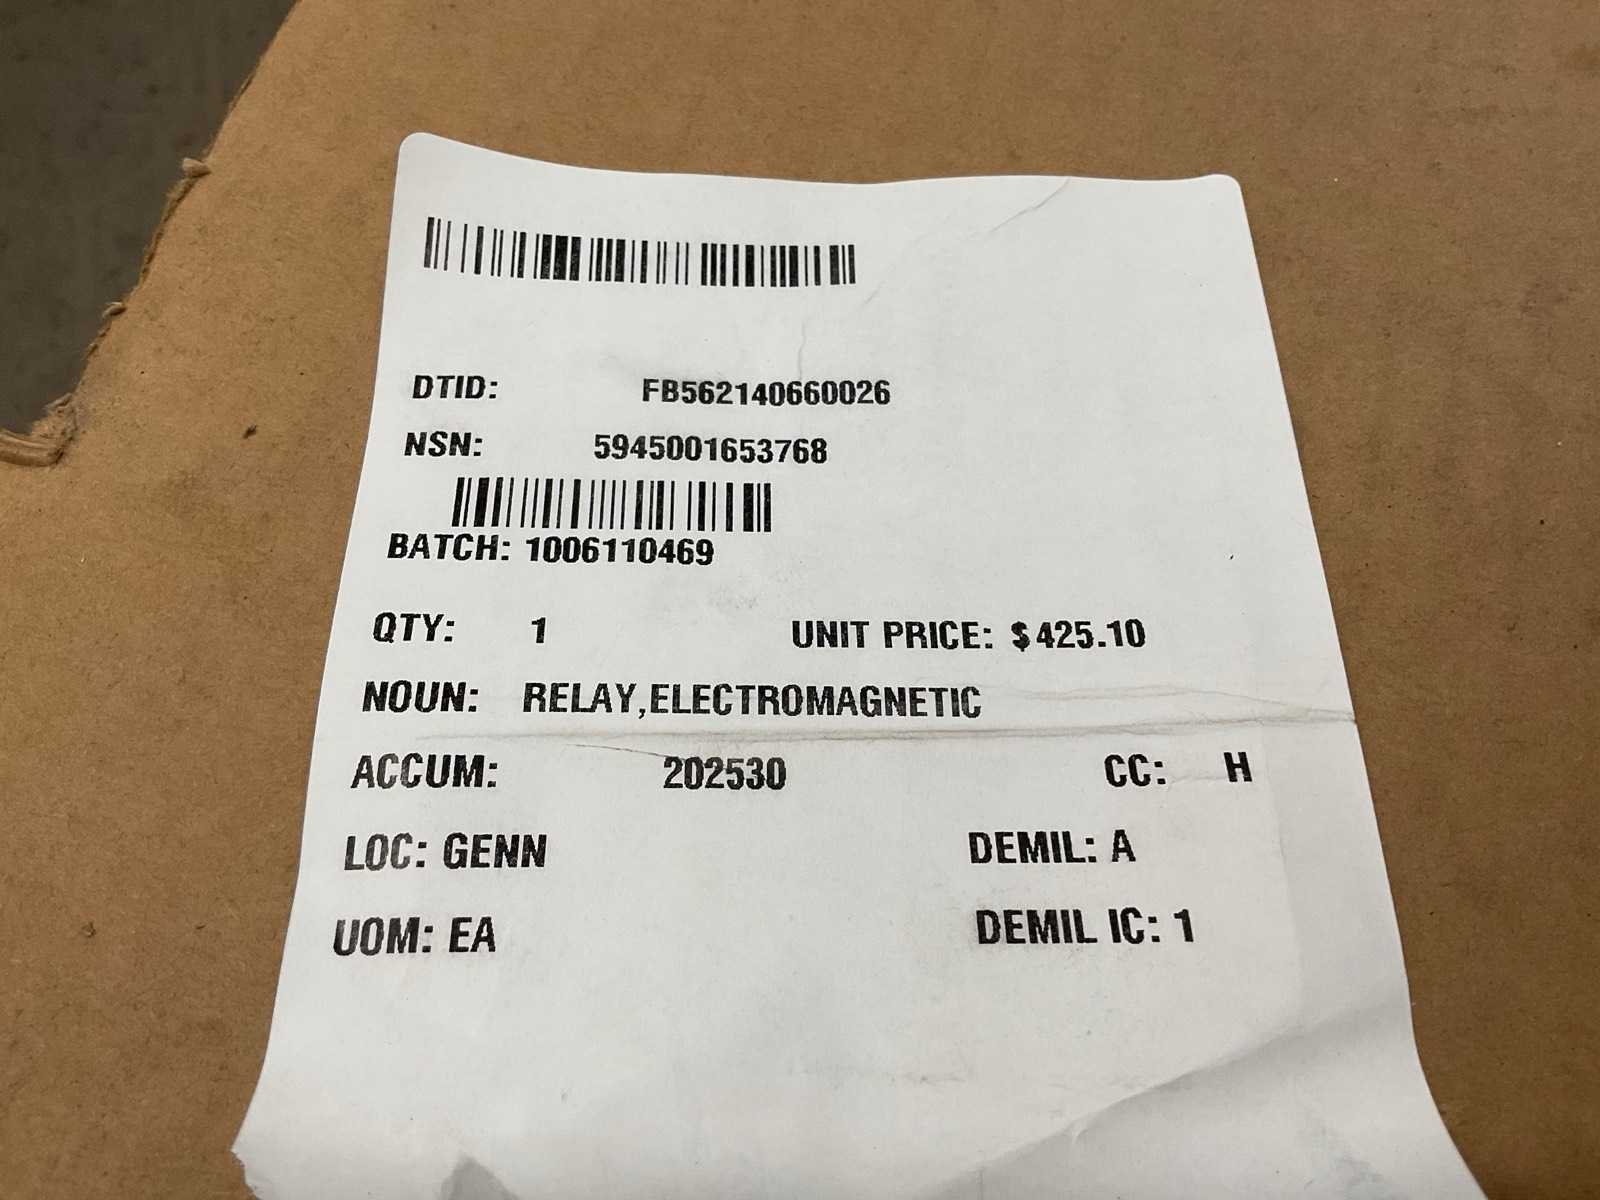 DTID: FB562140660026
NSN: 5945001653768
BATCH: 1006110469
QTY: 1 UNIT PRICE: $425.10
NOUN: RELAY,ELECTROMAGNETIC
ACCUM: 202530 CC: H
LOC: GENN DEMIL: A
UOM: EA DEMIL IC: 1